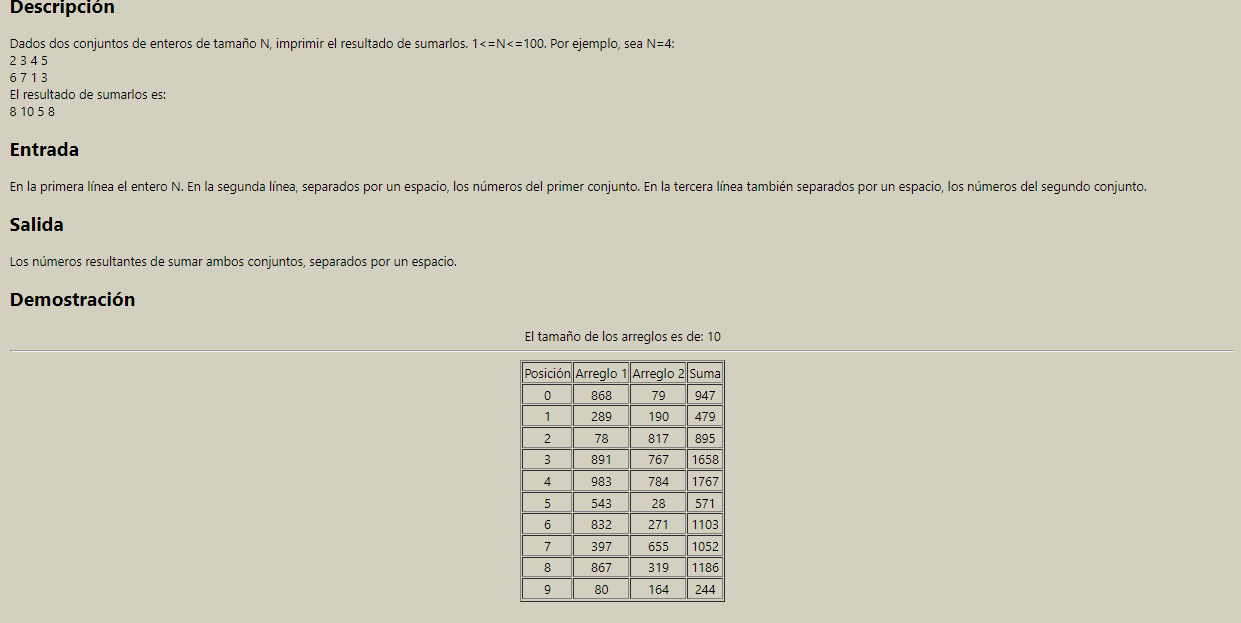 Descripción
Dados dos conjuntos de enteros de tamaño N, imprimir el resultado de sumarlos. 1<=N<=100. Por ejemplo, sea N=4:
2 3 4 5
6 7 1 3
El resultado de sumarlos es:
8 10 5 8
Entrada
En la primera línea el entero N. En la segunda línea, separados por un espacio, los números del primer conjunto. En la tercera línea también separados por un espacio, los números del segundo conjunto.
Salida
Los números resultantes de sumar ambos conjuntos, separados por un espacio.
Demostración
El tamaño de los arreglos es de: 10
Posición Arreglo 1 Arreglo 2 Suma
0 868 79 947
1 289 190 479
2 78 817 895
3 891 767 1658
4 983 784 1767
5 543 28 571
6 832 271 1103
7 397 655 1052
8 867 319 1186
9 80 164 244